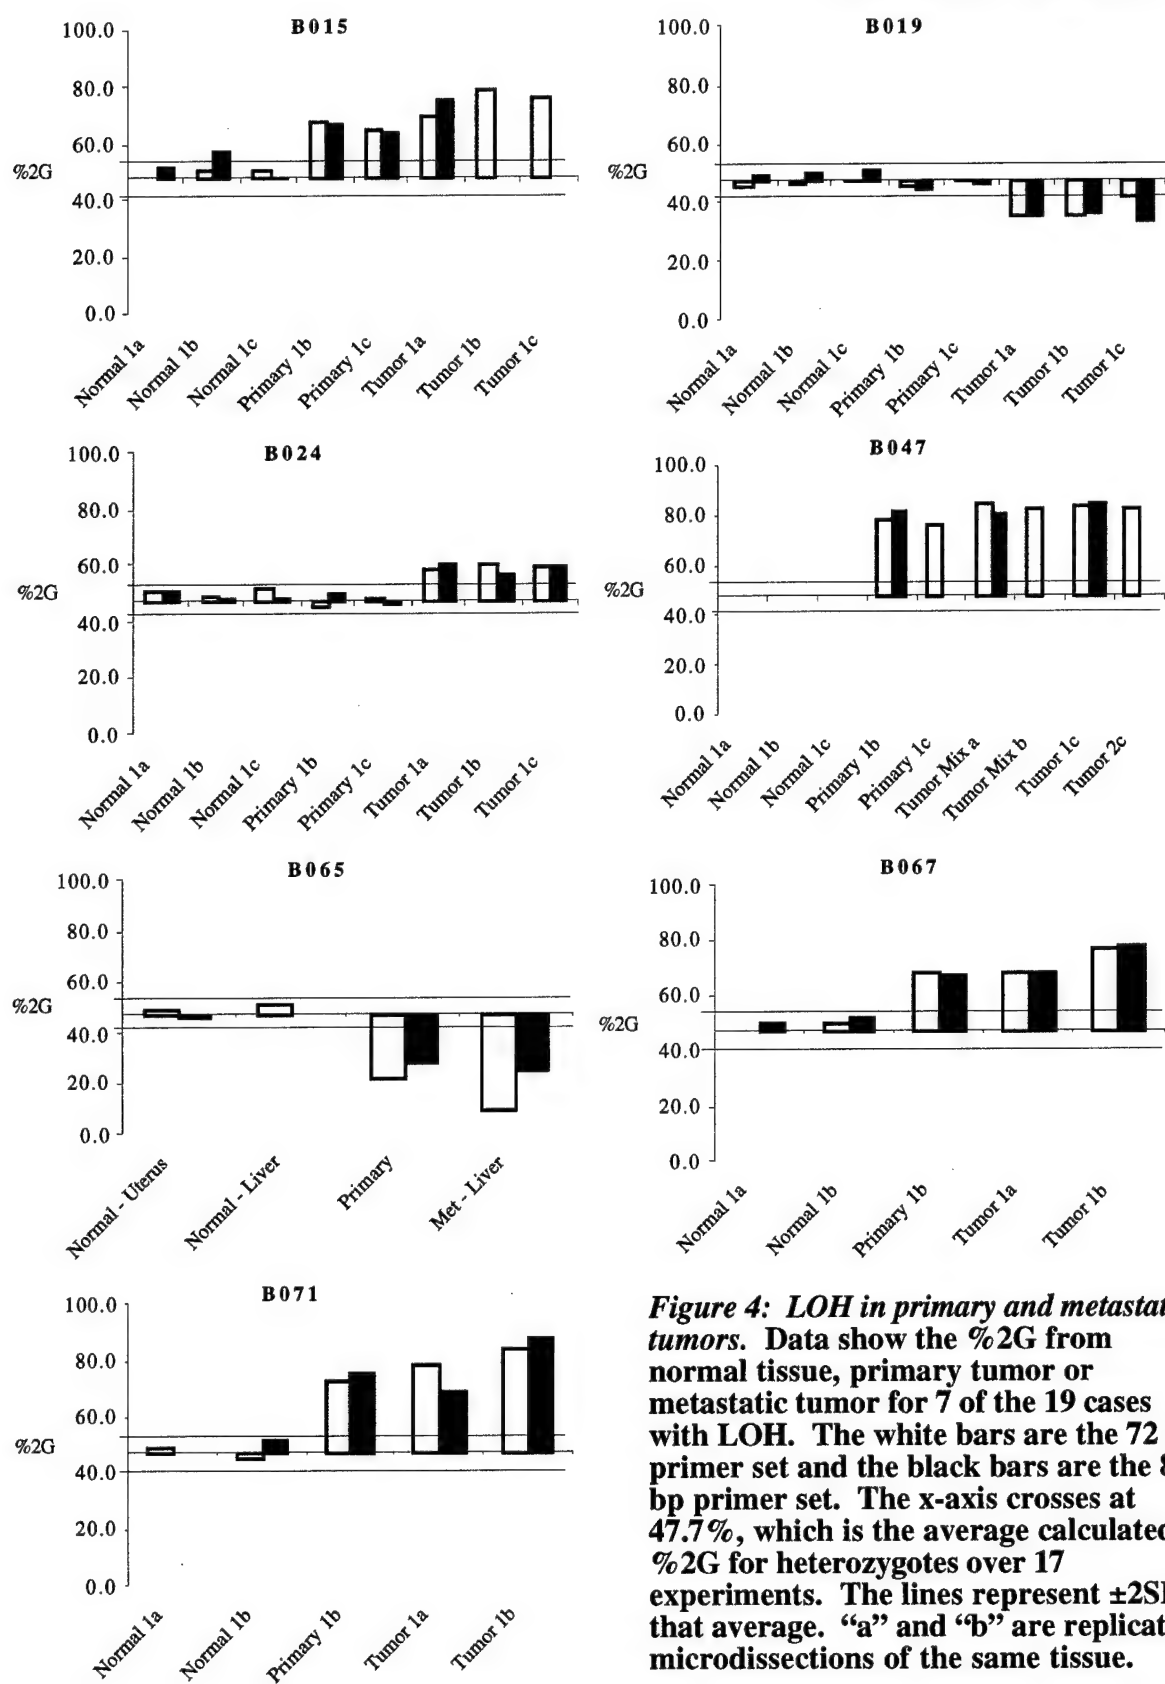 B015
100.0
80.0
60.0
%2G
40.0
20.0
0.0
Normal 1a
Normal 1b
Normal 1c
Primary 1b
Primary 1c
Tumor 1a
Tumor 1b
Tumor 1c
B019
100.0
80.0
60.0
%2G
40.0
20.0
0.0
Normal 1a
Normal 1b
Normal 1c
Primary 1b
Primary 1c
Tumor 1a
Tumor 1b
Tumor 1c
B024
100.0
80.0
60.0
%2G
40.0
20.0
0.0
Normal 1a
Normal 1b
Normal 1c
Primary 1b
Primary 1c
Tumor 1a
Tumor 1b
Tumor 1c
B047
100.0
80.0
60.0
%2G
40.0
20.0
0.0
Normal 1a
Normal 1b
Normal 1c
Primary 1b
Primary 1c
Tumor Mix a
Tumor Mix b
Tumor 1c
Tumor 2c
B065
100.0
80.0
60.0
%2G
40.0
20.0
0.0
Normal - Uterus
Normal - Liver
Primary
Met - Liver
B067
100.0
80.0
60.0
%2G
40.0
20.0
0.0
Normal 1a
Normal 1b
Primary 1b
Tumor 1a
Tumor 1b
B071
100.0
80.0
60.0
%2G
40.0
20.0
0.0
Normal 1a
Normal 1b
Primary 1b
Tumor 1a
Tumor 1b
Figure 4: LOH in primary and
tumors. Data show the %2G from
normal tissue, primary tumor or
metastatic tumor for 7 of the 19 cases
with LOH. The white bars are the 72
primer set and the black bars are the
bp primer set. The x-axis crosses at
47.7%, which is the average calculated
%2G for heterozygotes over 17
experiments. The lines represent
that average. “a” and “b” are
microdissections of the same tissue.